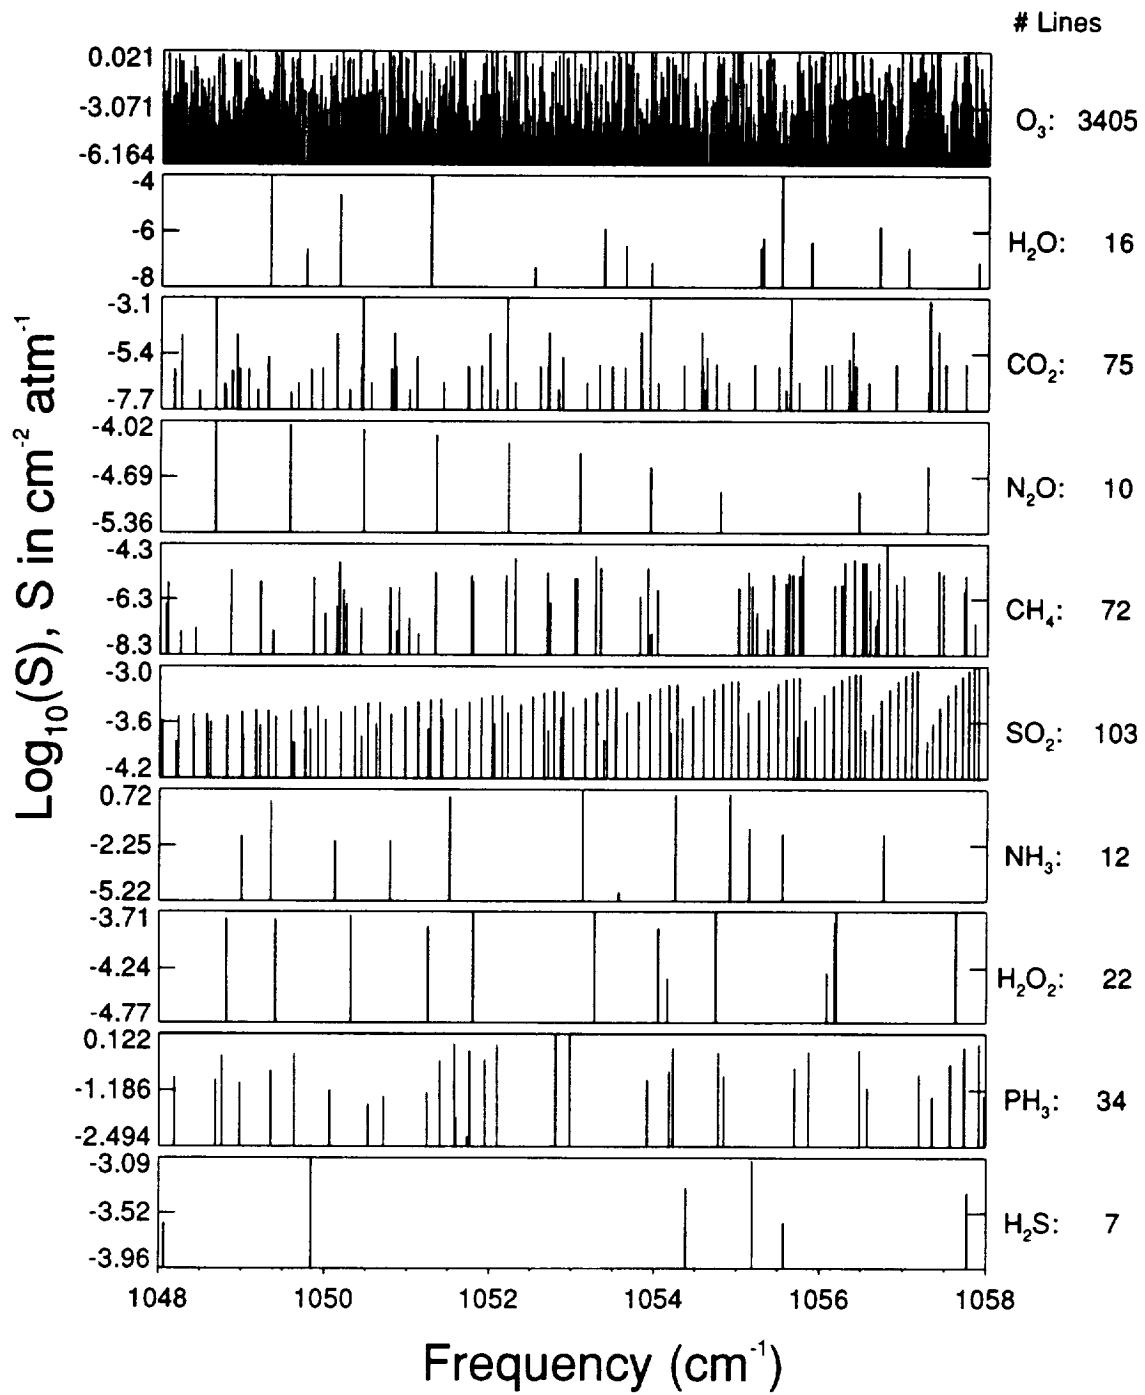 # Lines
0.021
-3.071
-6.164
O₃: 3405
-4
-6
-8
H₂O: 16
-3.1
-5.4
-7.7
CO₂: 75
-4.02
-4.69
-5.36
N₂O: 10
-4.3
-6.3
-8.3
CH₄: 72
-3.0
-3.6
-4.2
SO₂: 103
0.72
-2.25
-5.22
NH₃: 12
-3.71
-4.24
-4.77
H₂O₂: 22
0.122
-1.186
-2.494
PH₃: 34
-3.09
-3.52
-3.96
H₂S: 7
Log₁₀(S), S in cm⁻² atm⁻¹
1048 1050 1052 1054 1056 1058
Frequency (cm⁻¹)